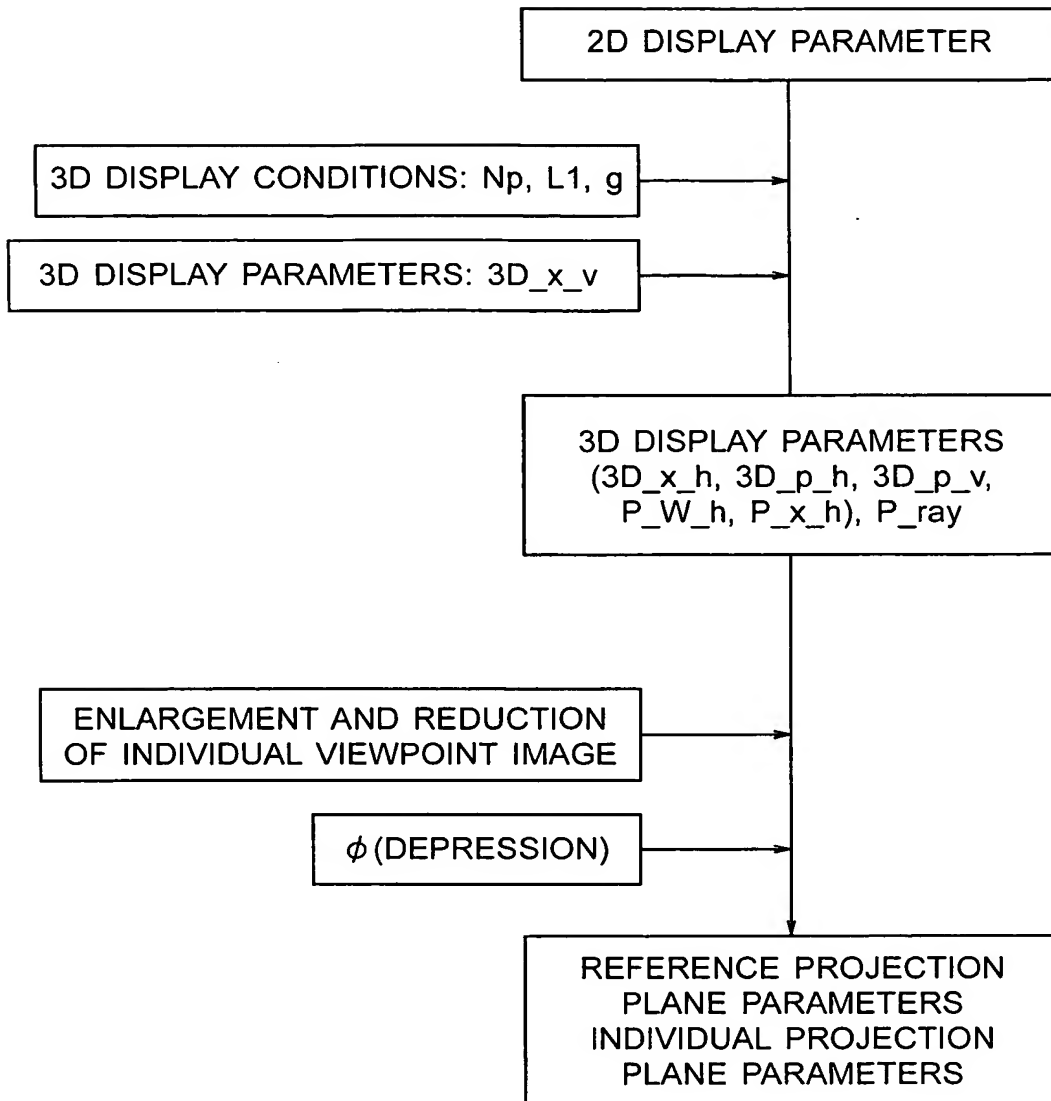 2D DISPLAY PARAMETER
3D DISPLAY CONDITIONS: Np, L1, g
3D DISPLAY PARAMETERS: 3D_x_v
3D DISPLAY PARAMETERS
(3D_x_h, 3D_p_h, 3D_p_v,
P_W_h, P_x_h), P_ray
ENLARGEMENT AND REDUCTION
OF INDIVIDUAL VIEWPOINT IMAGE
ϕ (DEPRESSION)
REFERENCE PROJECTION
PLANE PARAMETERS
INDIVIDUAL PROJECTION
PLANE PARAMETERS